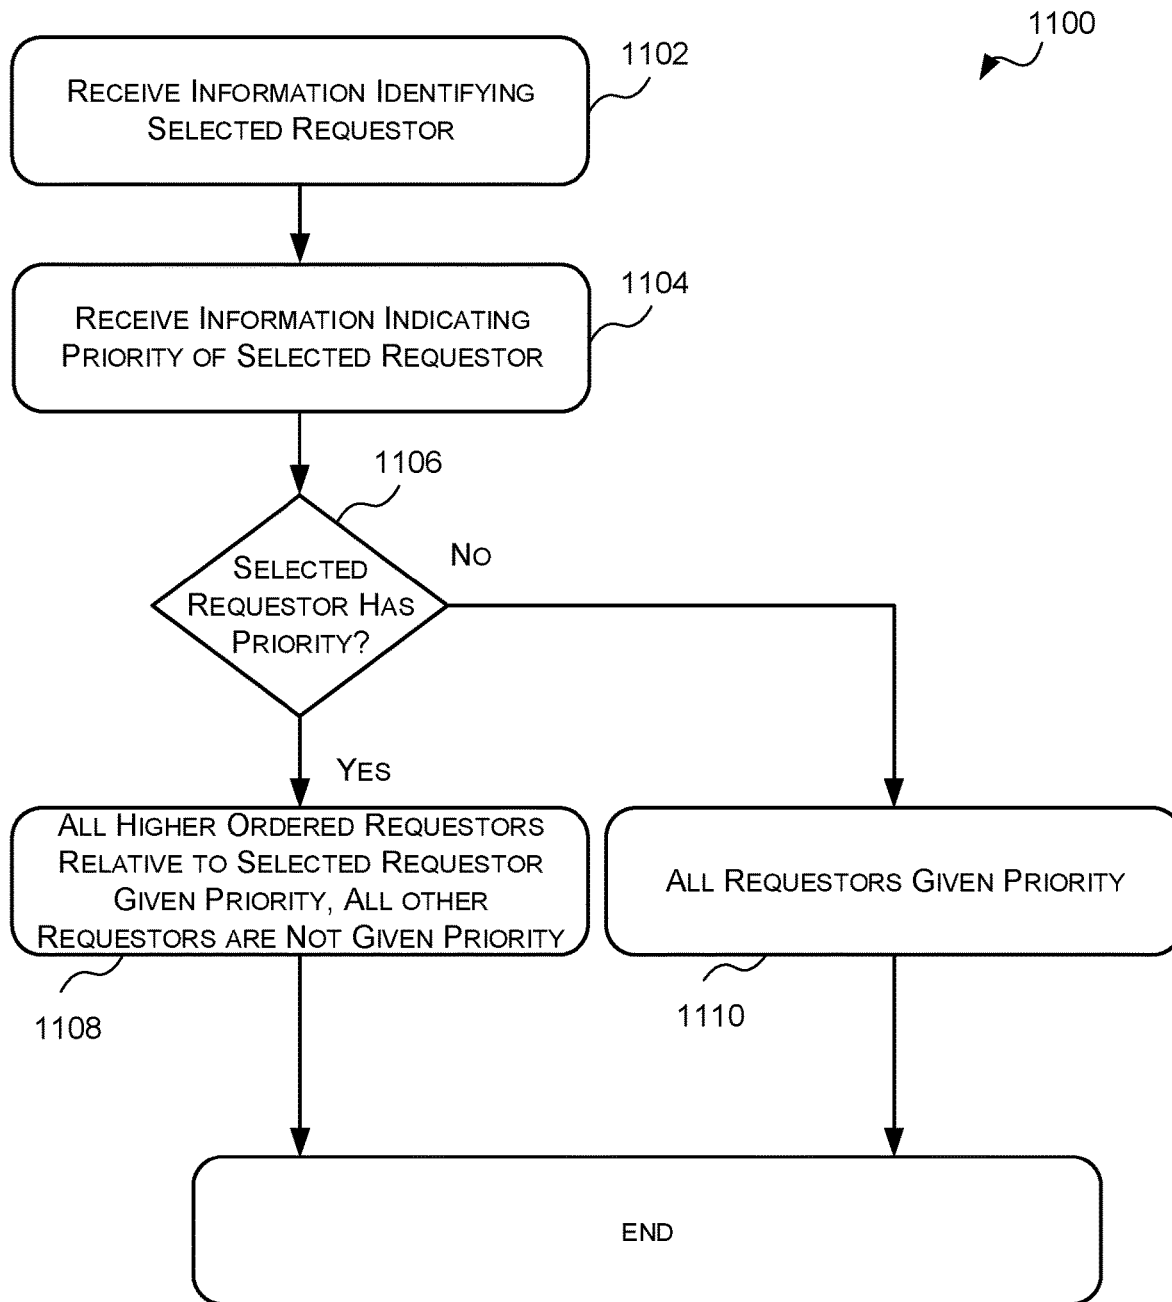 1100
1102
RECEIVE INFORMATION IDENTIFYING
SELECTED REQUESTOR
1104
RECEIVE INFORMATION INDICATING
PRIORITY OF SELECTED REQUESTOR
1106
SELECTED
REQUESTOR HAS
PRIORITY?
NO
YES
ALL HIGHER ORDERED REQUESTORS
RELATIVE TO SELECTED REQUESTOR
GIVEN PRIORITY, ALL OTHER
REQUESTORS ARE NOT GIVEN PRIORITY
1108
ALL REQUESTORS GIVEN PRIORITY
1110
END